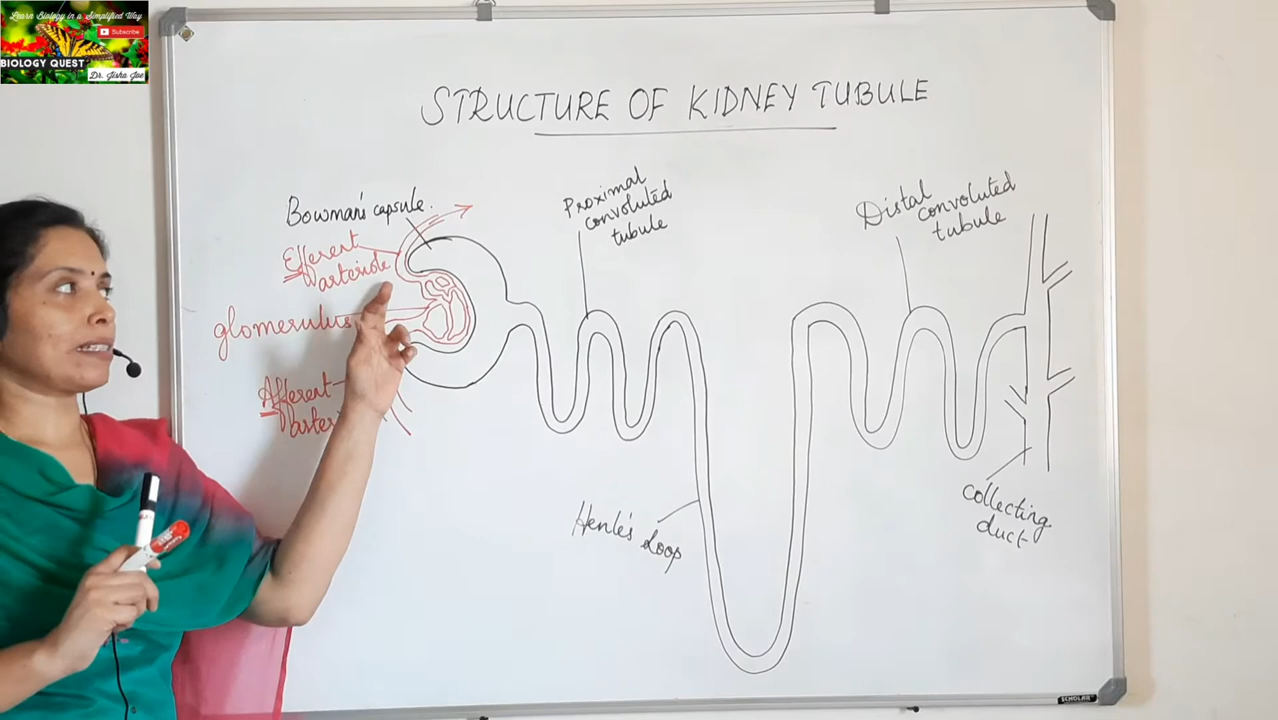 Learn Biology in a Simplified Way
Subscribe
BIOLOGY QUEST
Dr. Jisha Joe
STRUCTURE OF KIDNEY TUBULE
Bowman's capsule.
Efferent
arteriole
glomerulus
Afferent
Proximal
convoluted
tubule
Henle's Loop
Distal convoluted
tubule
Collecting
duct
SCHOLAR